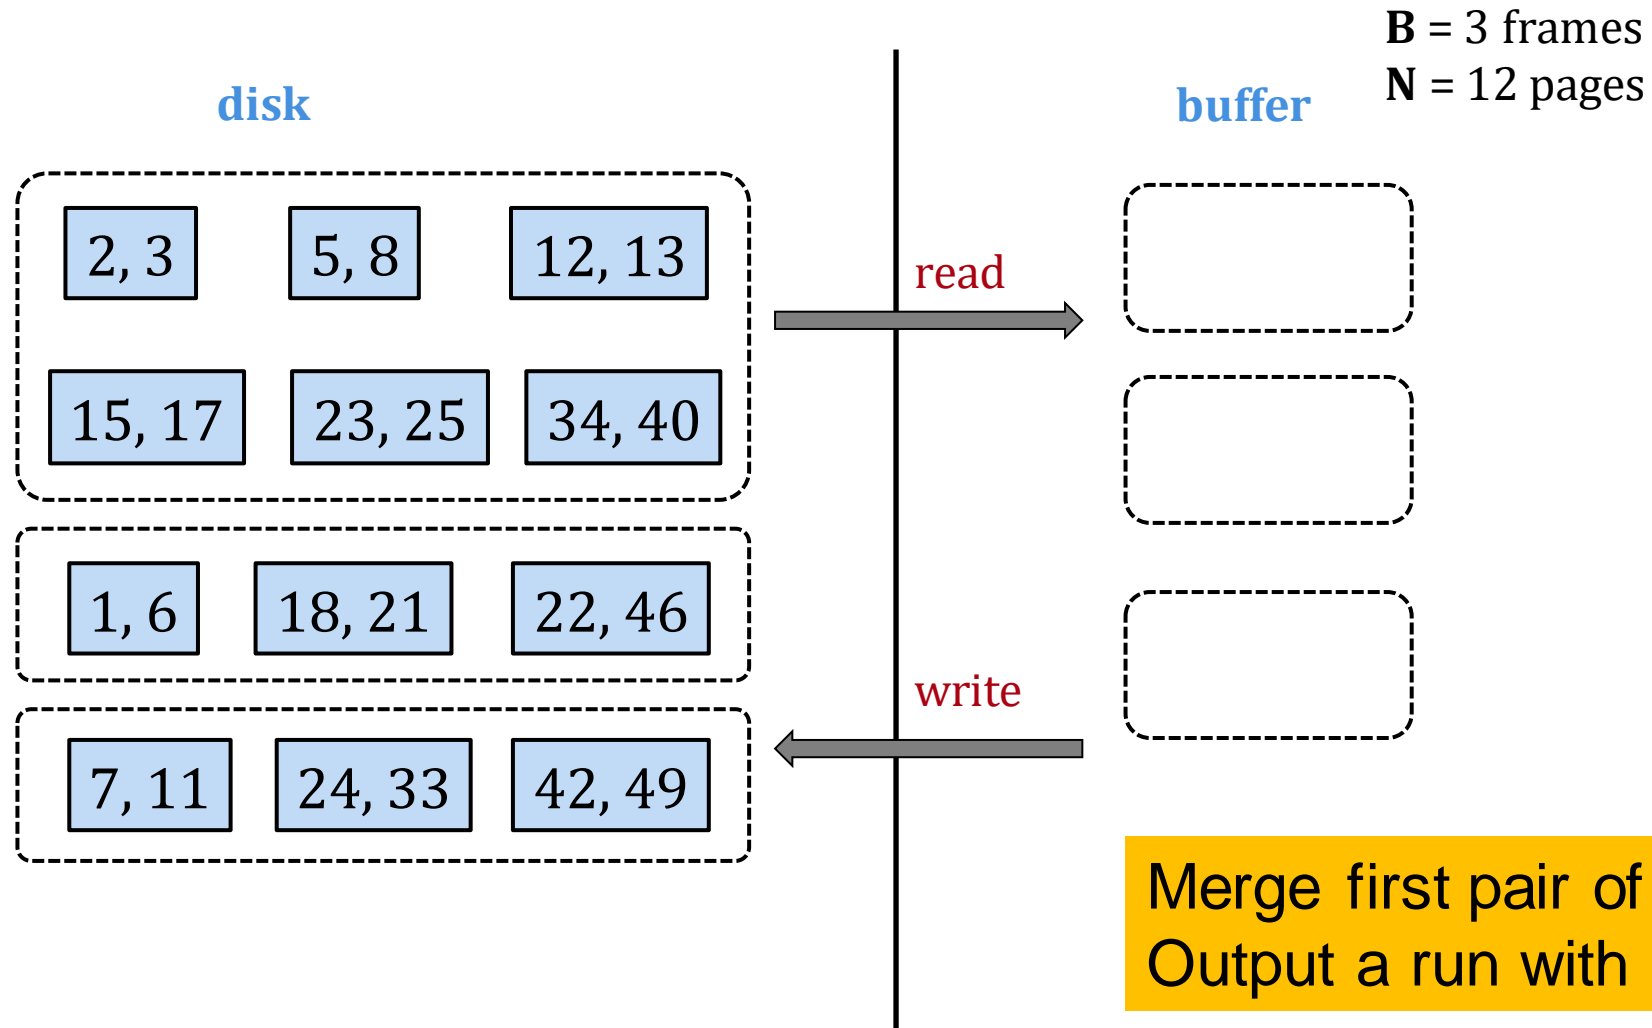 B = 3 frames
N = 12 pages
disk
buffer
2, 3
5, 8
12, 13
15, 17
23, 25
34, 40
1, 6
18, 21
22, 46
7, 11
24, 33
42, 49
read
write
Merge first pair of
Output a run with